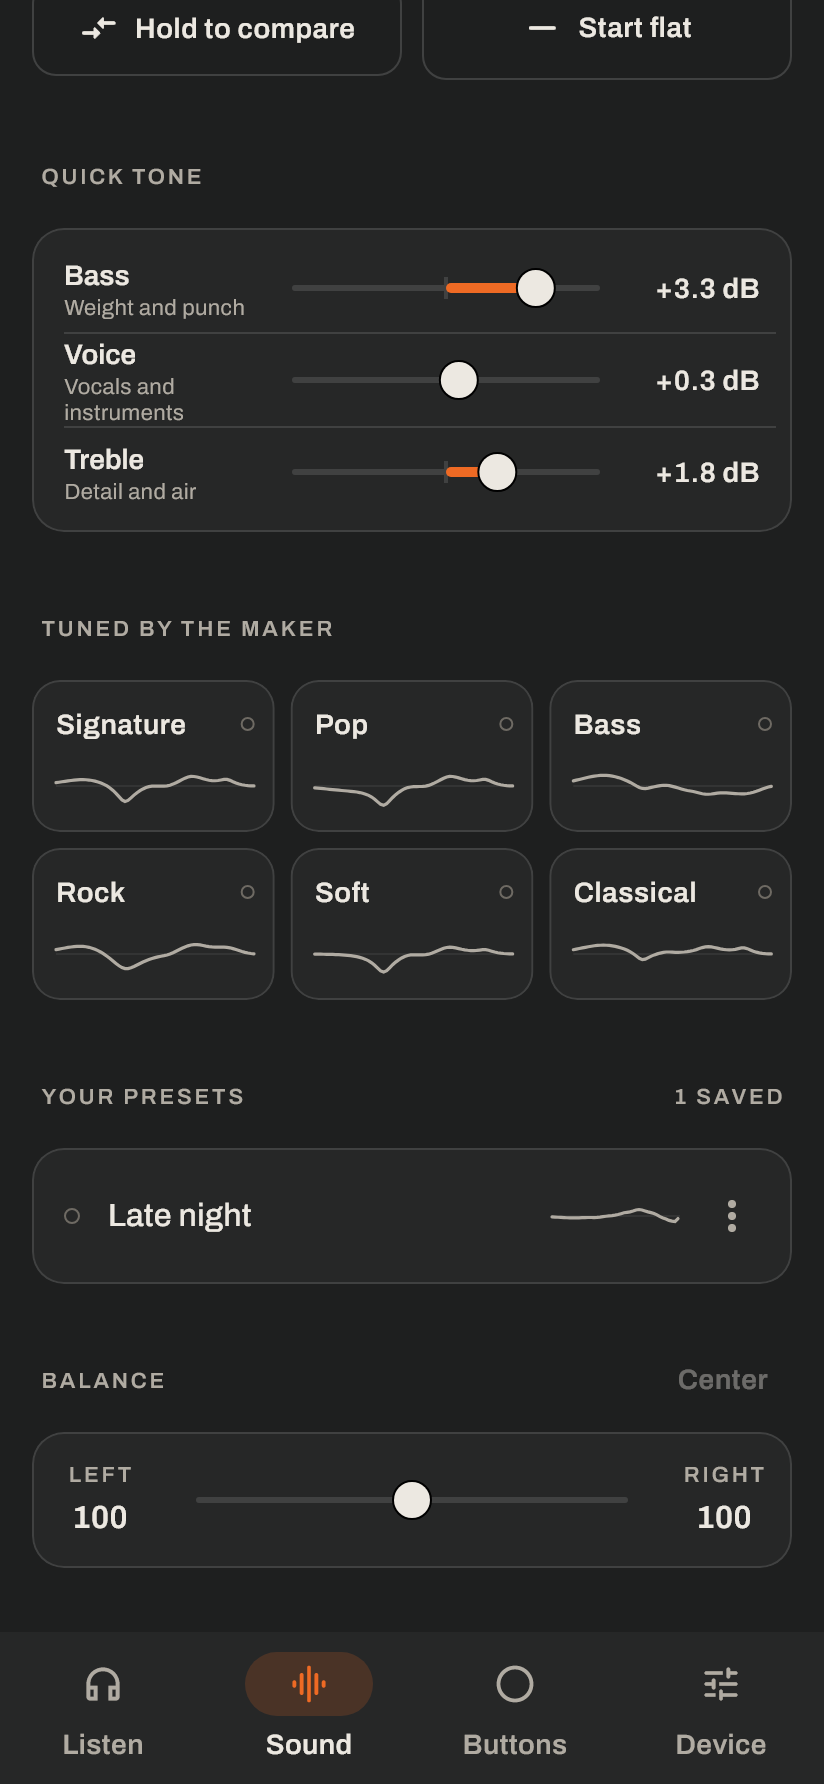 Hold to compare
Start flat
QUICK TONE
Bass
Weight and punch
+3.3 dB
Voice
Vocals and
instruments
+0.3 dB
Treble
Detail and air
+1.8 dB
TUNED BY THE MAKER
Signature
Pop
Bass
Rock
Soft
Classical
YOUR PRESETS
1 SAVED
Late night
BALANCE
Center
LEFT
100
RIGHT
100
Listen
Sound
Buttons
Device